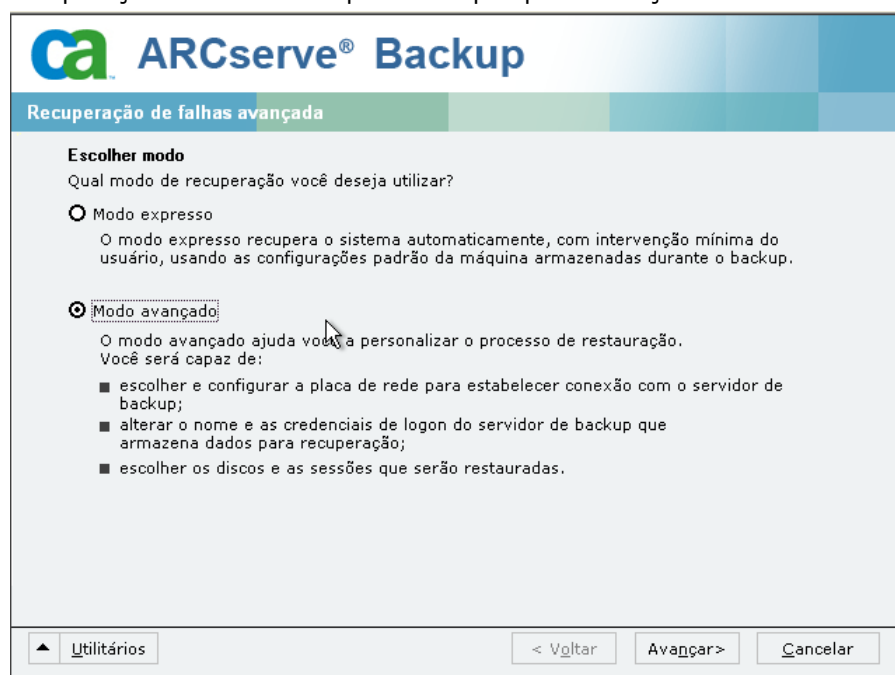 ca ARCserve® Backup
Recuperação de falhas avançada
Escolher modo
Qual modo de recuperação você deseja utilizar?
Modo expresso
O modo expresso recupera o sistema automaticamente, com intervenção mínima do
usuário, usando as configurações padrão da máquina armazenadas durante o backup.
Modo avançado
O modo avançado ajuda você a personalizar o processo de restauração.
Você será capaz de:
escolher e configurar a placa de rede para estabelecer conexão com o servidor de
backup;
alterar o nome e as credenciais de logon do servidor de backup que
armazena dados para recuperação;
escolher os discos e as sessões que serão restauradas.
Utilitários
< Voltar
Avançar>
Cancelar